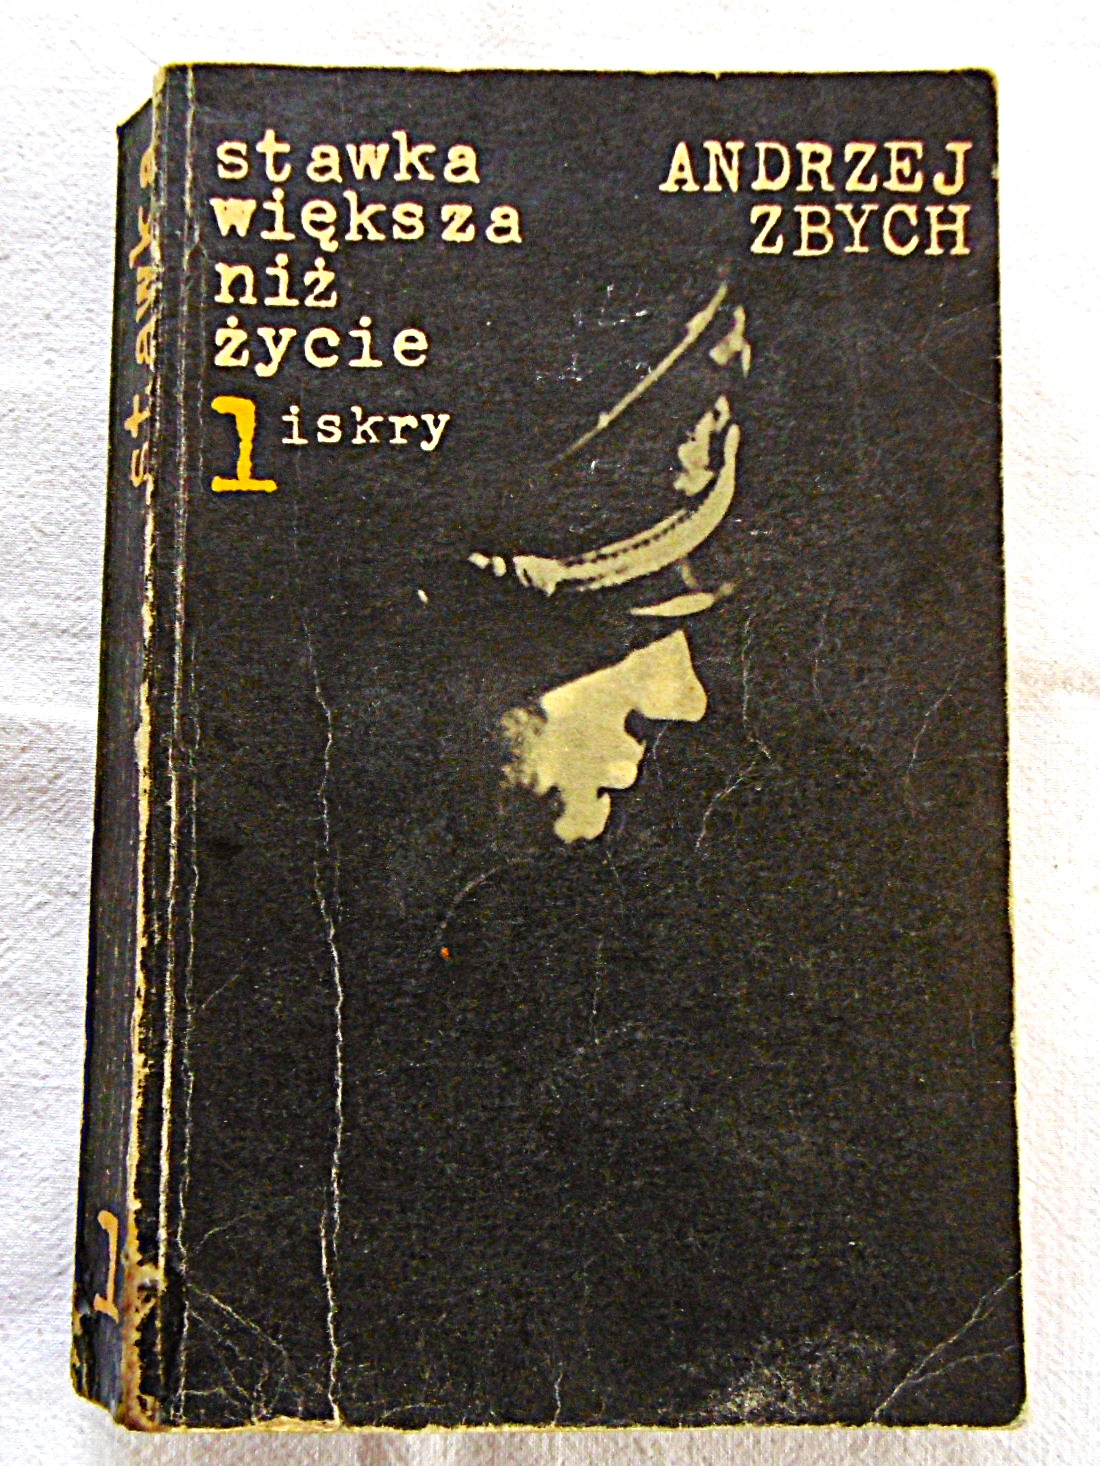 stawka
większa
niż
życie
1 iskry
ANDRZEJ
ZBYCH
stawka
1